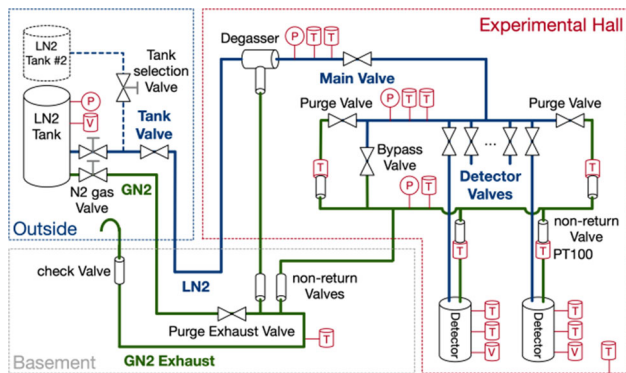 LN2
Tank #2
Tank
selection
Valve
Degasser
P
T
T
Experimental Hall
Main Valve
LN2
Tank
P
V
Tank
Valve
Purge Valve
P
T
T
Purge Valve
Bypass
Valve
...
Detector
Valves
T
T
N2 gas
Valve
GN2
P
T
Outside
non-return
Valve
T
PT
PT100
check Valve
LN2
non-return
Valves
Purge Exhaust Valve
T
Detector
T
T
V
Detector
T
T
V
Basement
GN2 Exhaust
T